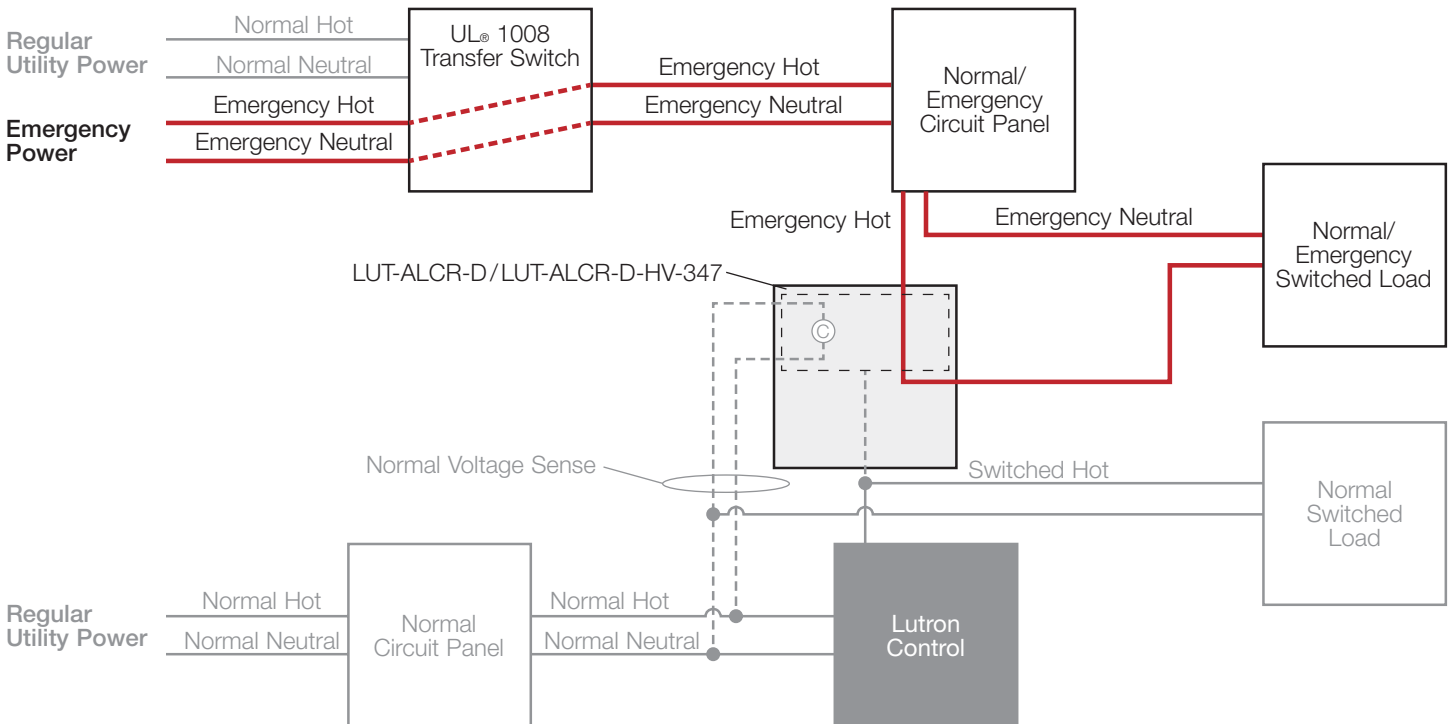 Regular
Utility Power
Normal Hot
Normal Neutral
UL® 1008
Transfer Switch
Emergency
Power
Emergency Hot
Emergency Neutral
Emergency Hot
Emergency Neutral
Normal/
Emergency
Circuit Panel
Emergency Hot
Emergency Neutral
Normal/
Emergency
Switched Load
LUT-ALCR-D/LUT-ALCR-D-HV-347
C
Normal Voltage Sense
Switched Hot
Normal
Switched
Load
Regular
Utility Power
Normal Hot
Normal Neutral
Normal
Circuit Panel
Normal Hot
Normal Neutral
Lutron
Control